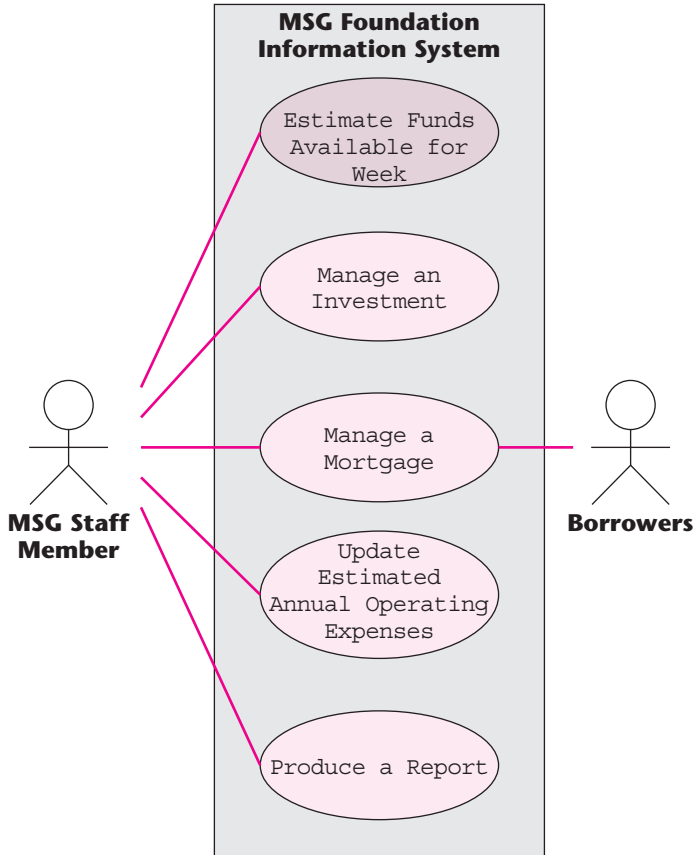 MSG Foundation
Information System
Estimate Funds
Available for
Week
Manage an
Investment
Manage a
Mortgage
MSG Staff
Member
Borrowers
Update
Estimated
Annual Operating
Expenses
Produce a Report